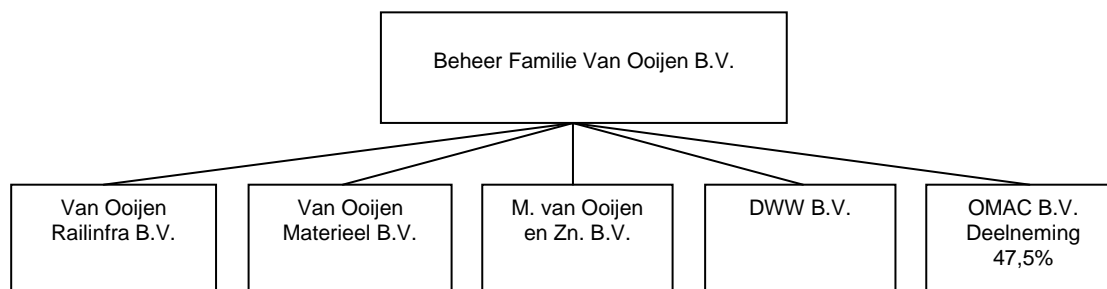 Beheer Familie Van Ooijen B.V.
Van Ooijen
Railinfra B.V.
Van Ooijen
Materieel B.V.
M. van Ooijen
en Zn. B.V.
DWW B.V.
OMAC B.V.
Deelneming
47,5%